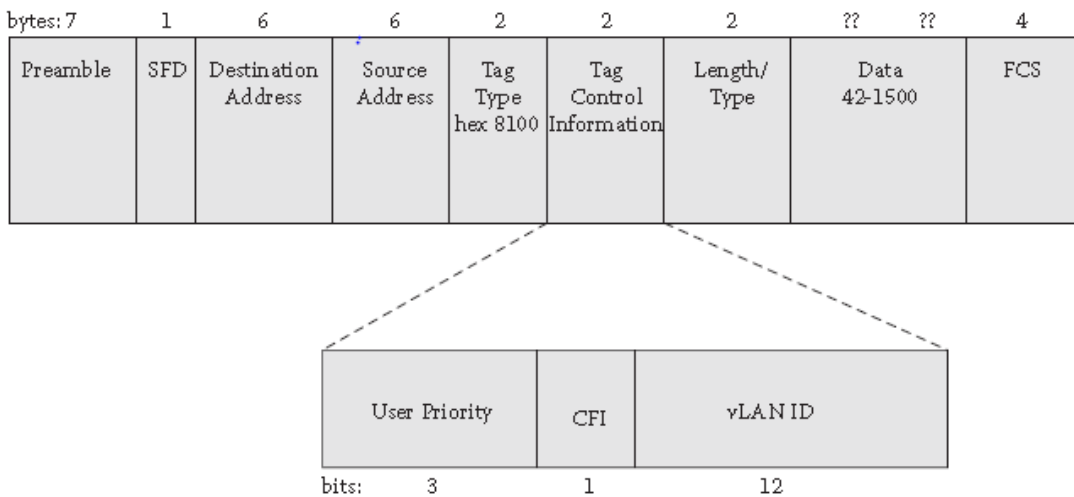 bytes: 7 1 6 6 2 2 2 ?? ?? 4
Preamble SFD Destination Source Tag Tag Length/ Data FCS
Address Address Type Control Type 42-1500
hex 8100 Information
User Priority CFI vLAN ID
bits: 3 1 12